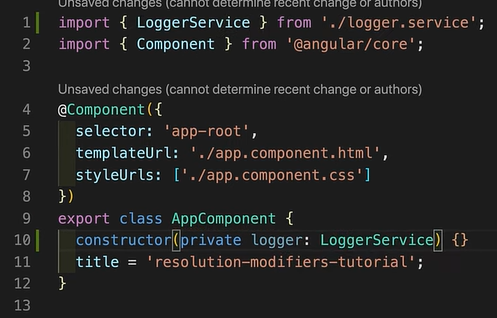 Unsaved changes (cannot determine recent change or authors)
1 import { LoggerService } from './logger.service';
2 import { Component } from '@angular/core';
3
Unsaved changes (cannot determine recent change or authors)
4 @Component({
5 selector: 'app-root',
6 templateUrl: './app.component.html',
7 styleUrls: ['./app.component.css']
8 })
9 export class AppComponent {
10 constructor(private logger: LoggerService) {}
11 title = 'resolution-modifiers-tutorial';
12 }
13